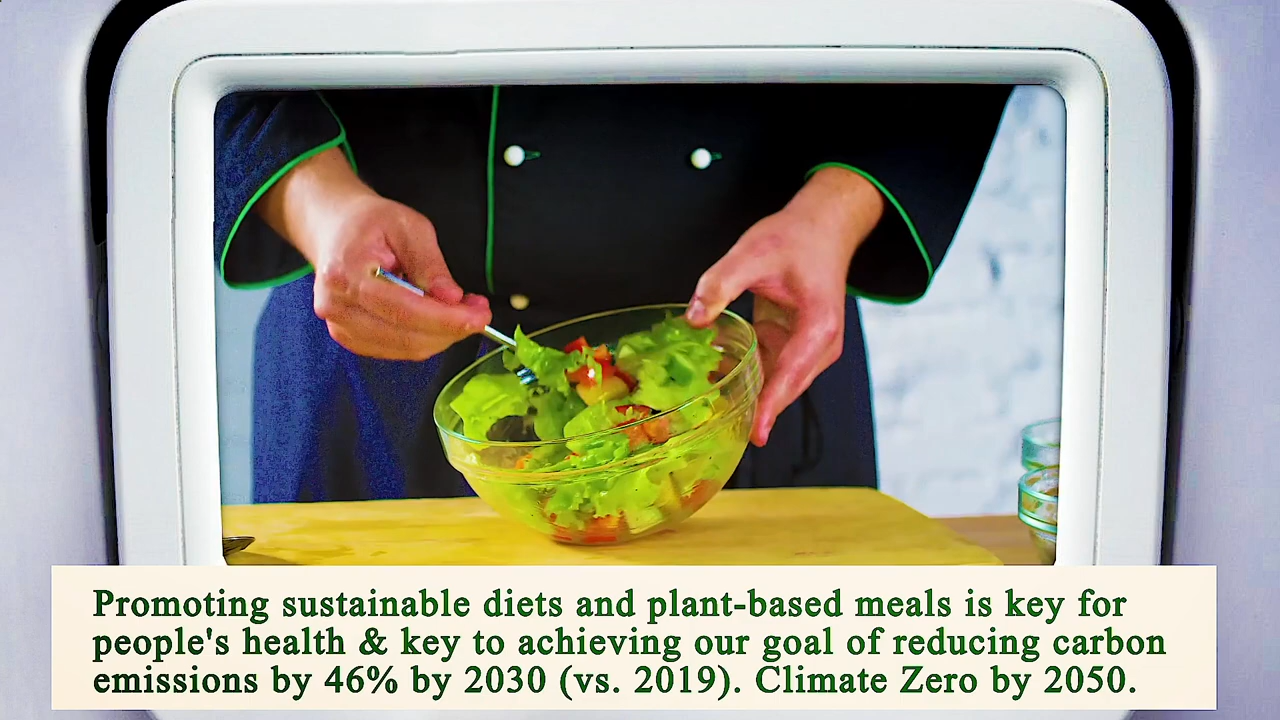 Promoting sustainable diets and plant-based meals is key for
people's health & key to achieving our goal of reducing carbon
emissions by 46% by 2030 (vs. 2019). Climate Zero by 2050.